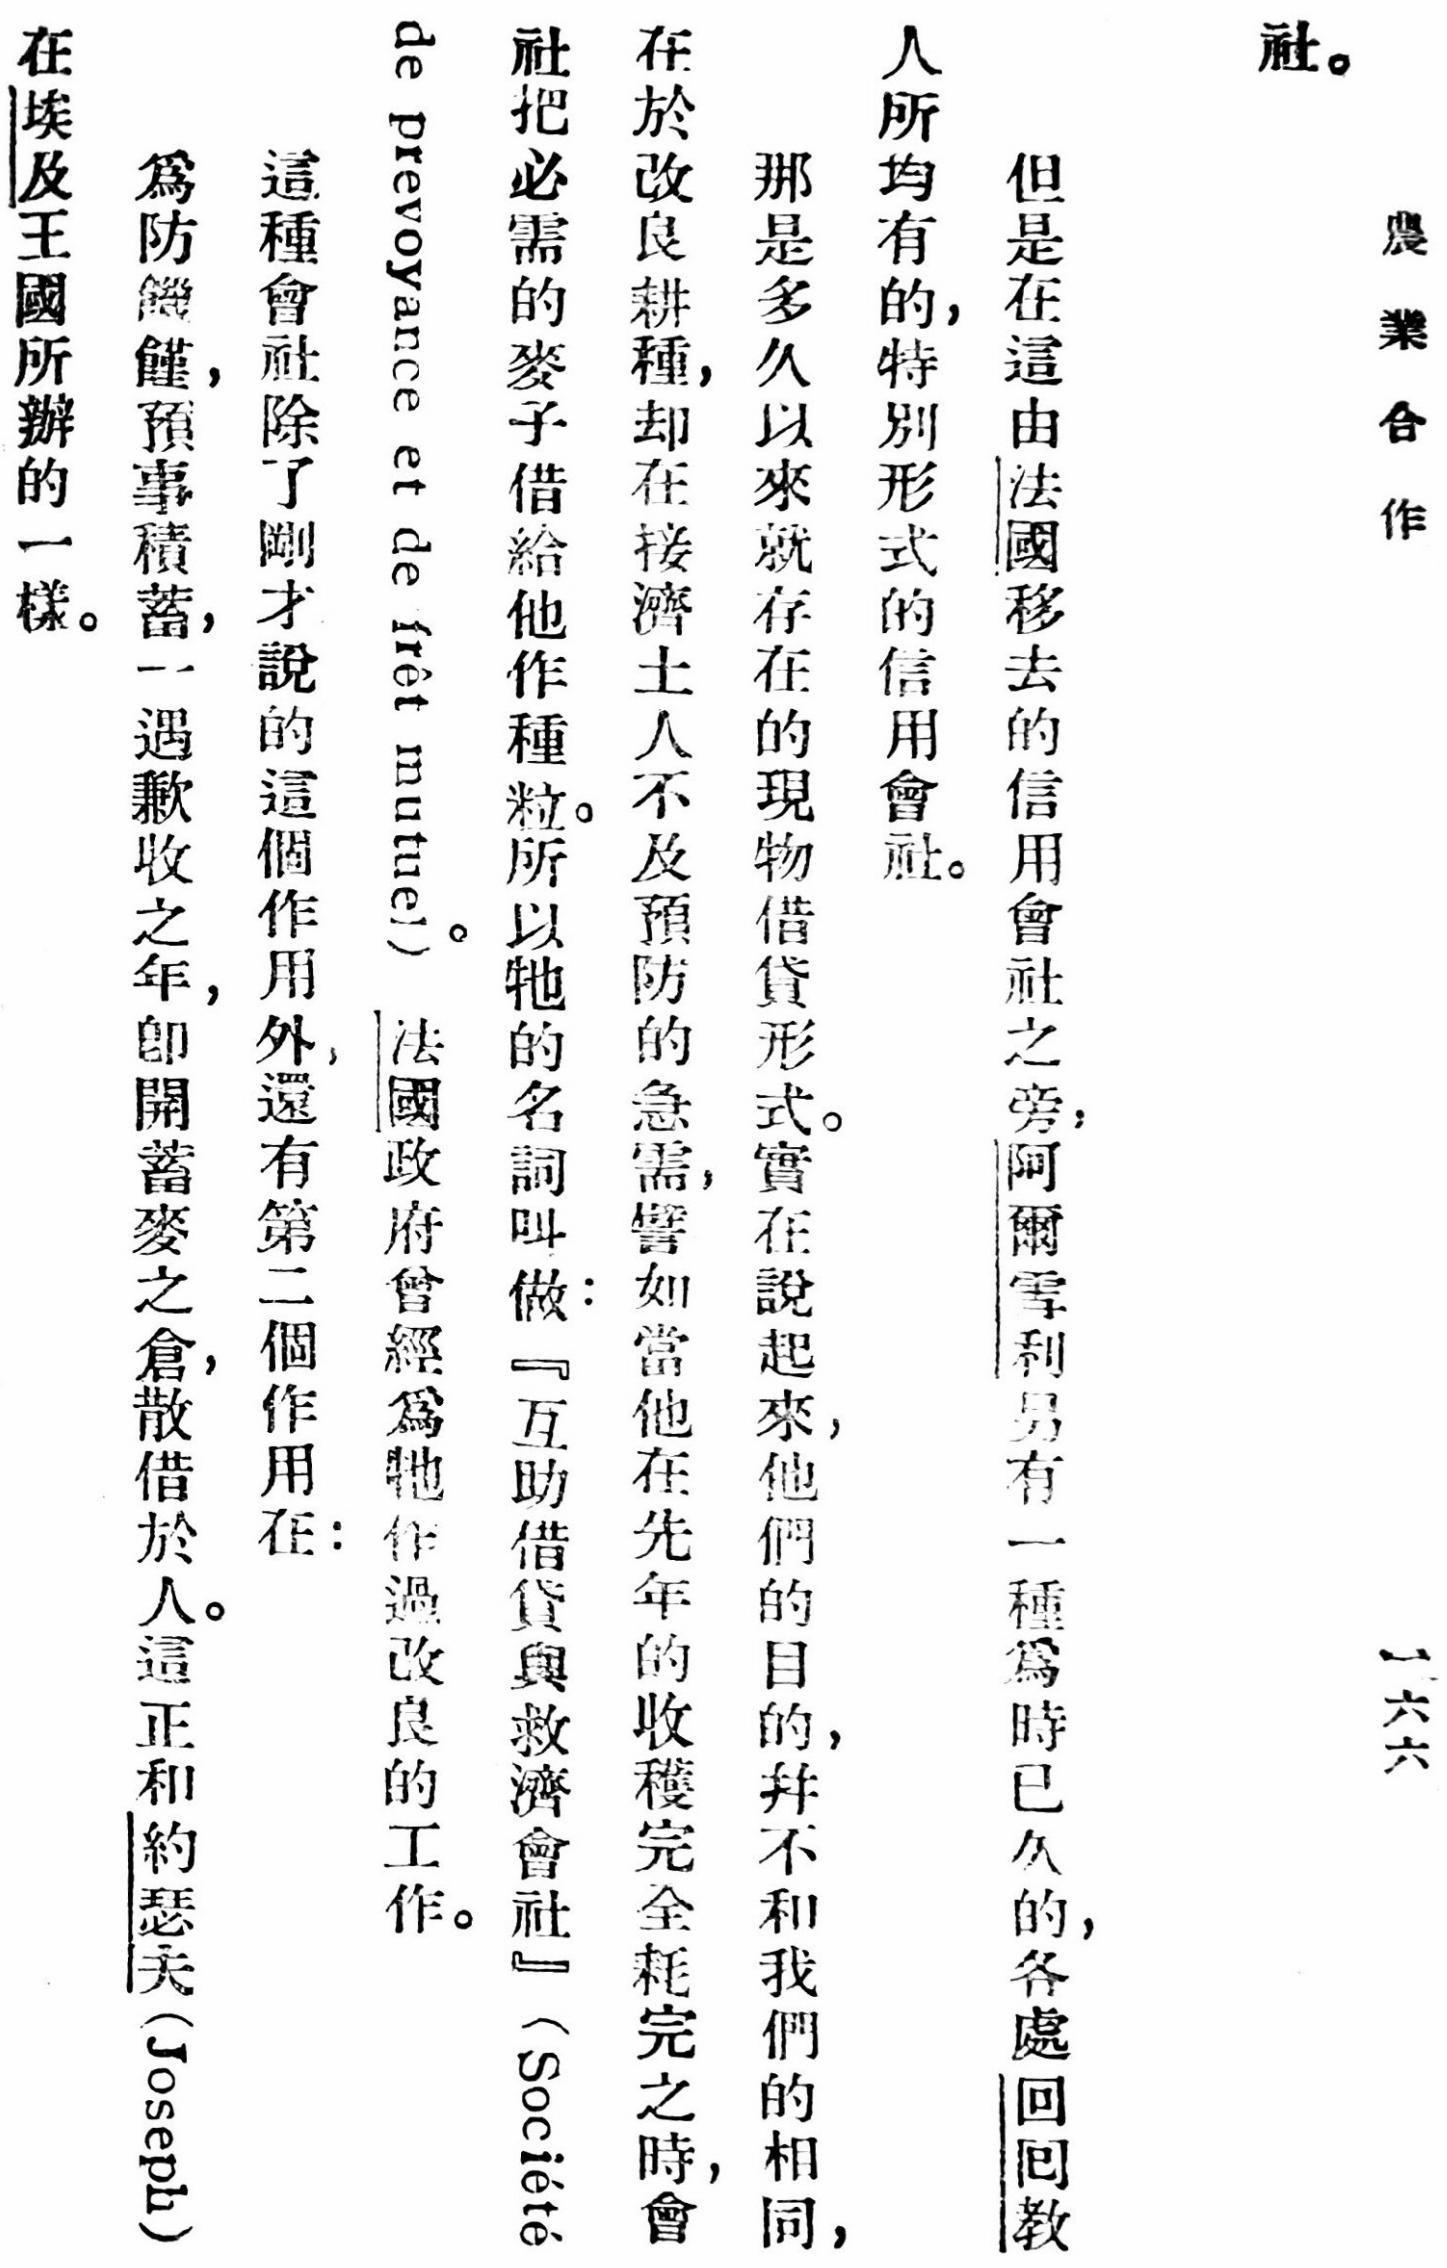 農業合作
一六六
社。
但是在這由法國移去的信用會社之旁，阿爾雪利另有一種爲時已久的，各處回回教
人所均有的，特別形式的信用會社。
那是多久以來就存在的現物借貸形式。實在說起來，他們的目的，幷不和我們的相同，
在於改良耕種，却在接濟土人不及預防的急需，譬如當他在先年的收穫完全耗完之時，會
社把必需的麥子借給他作種粒。所以牠的名詞叫做：『互助借貸與救濟會社』（Société
de prevoyance et de frêt mutuel）。法國政府曾經爲牠作過改良的工作。
這種會社除了剛才說的這個作用外，還有第二個作用在：
爲防饑饉，預事積蓄，一遇歉收之年，卽開蓄麥之倉，散借於人。這正和約瑟夫（Joseph）
在埃及王國所辦的一樣。